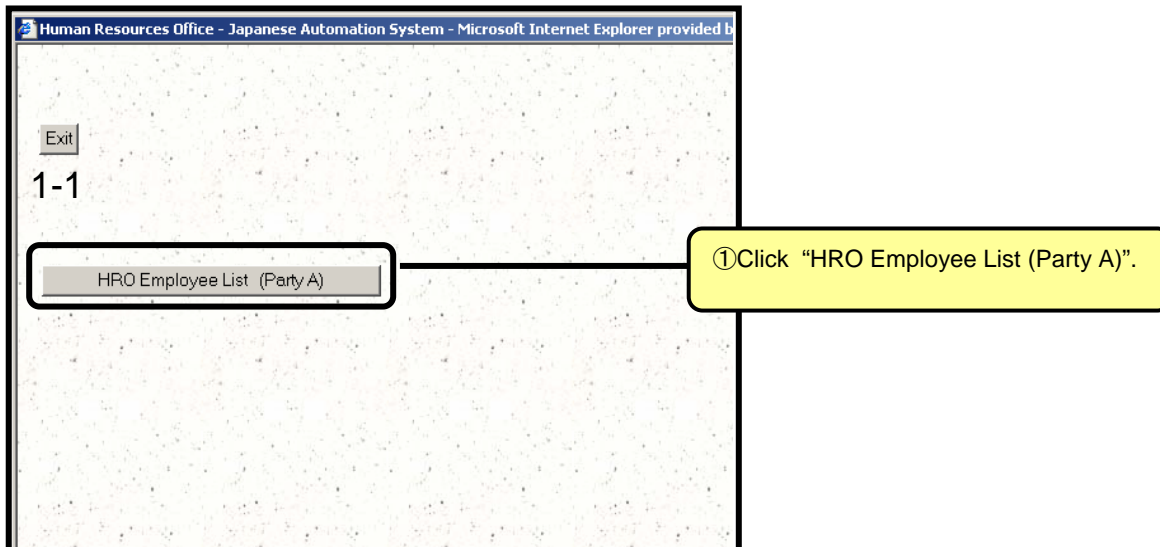 Human Resources Office - Japanese Automation System - Microsoft Internet Explorer provided b
Exit
1-1
HRO Employee List (Party A)
①Click “HRO Employee List (Party A)”.